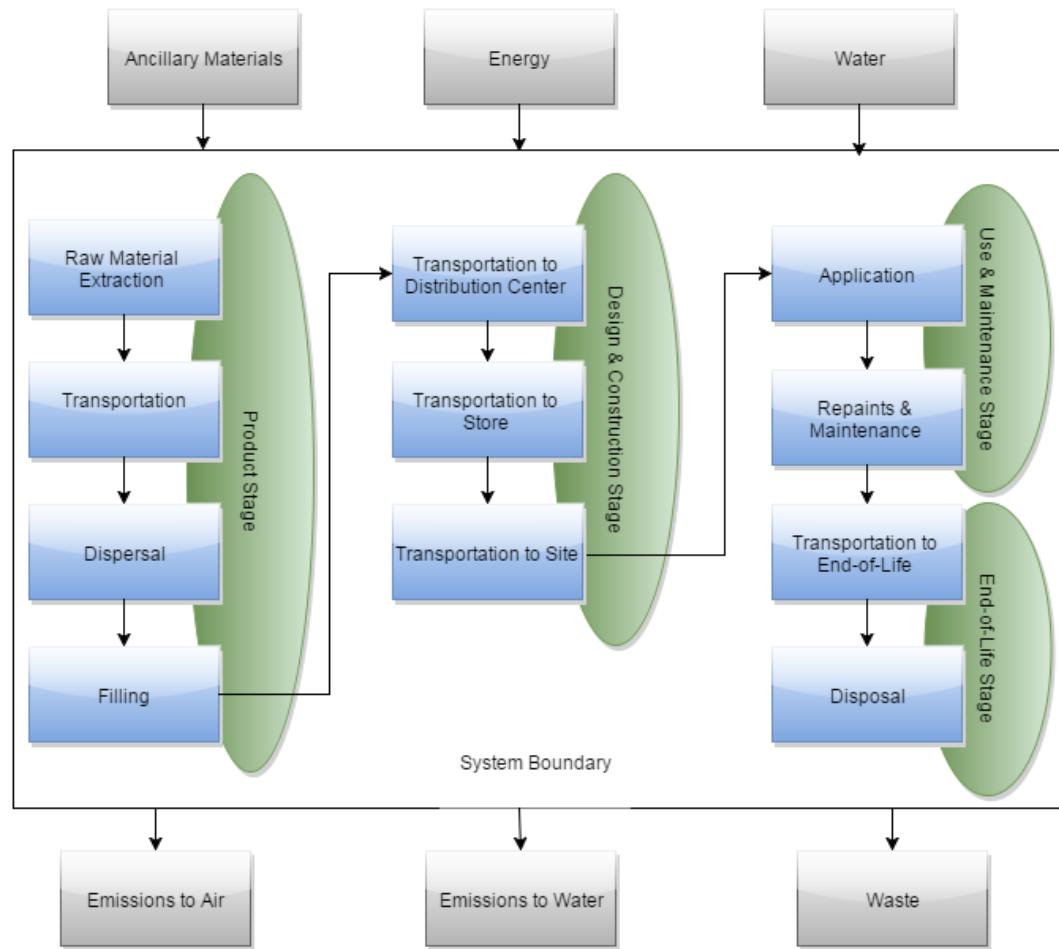 Ancillary Materials
Energy
Water
Raw Material
Extraction
Transportation
Dispersal
Filling
Product Stage
Transportation to
Distribution Center
Transportation to
Store
Transportation to Site
Design & Construction Stage
Application
Repaints &
Maintenance
Use & Maintenance Stage
Transportation to
End-of-Life
Disposal
End-of-Life Stage
System Boundary
Emissions to Air
Emissions to Water
Waste